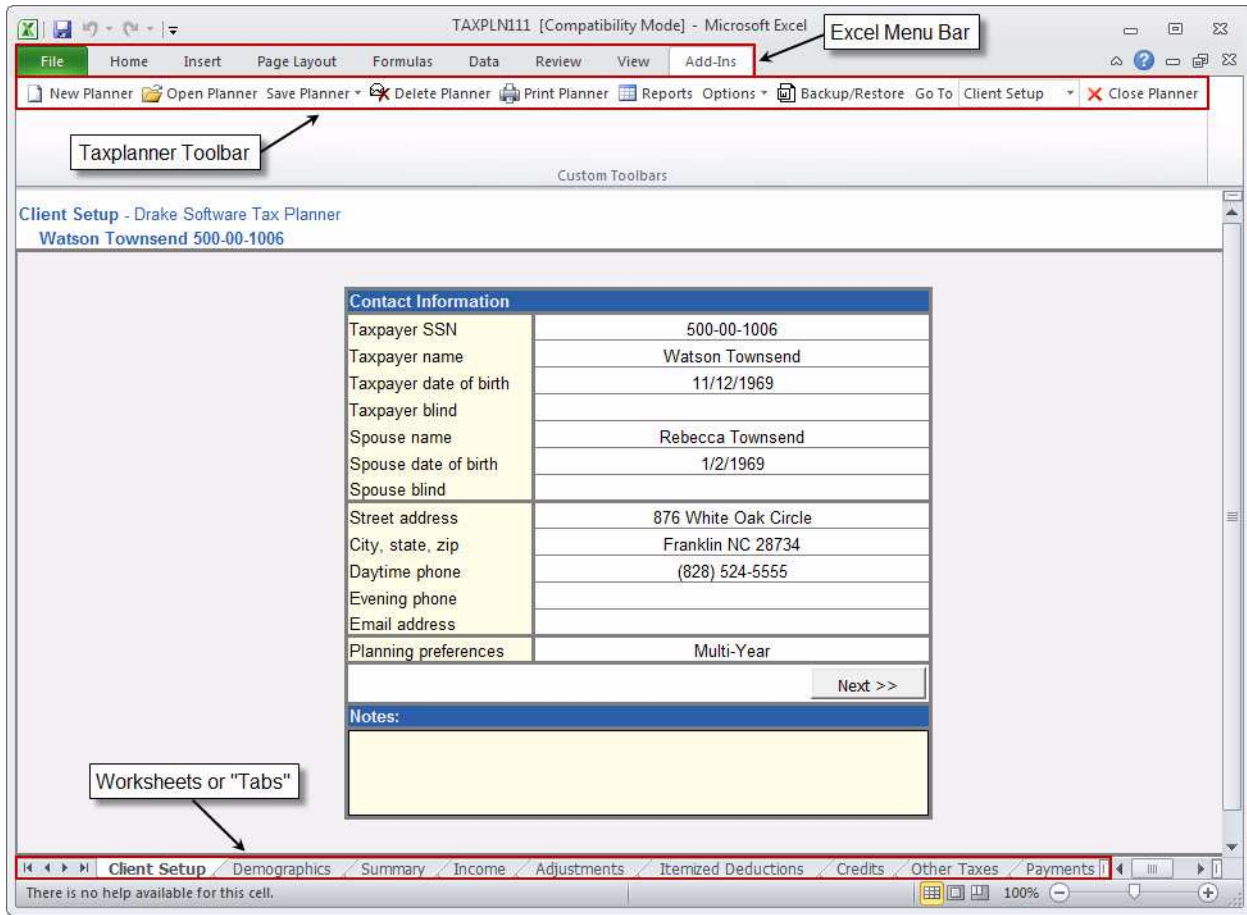 TAXPLN111 [Compatibility Mode] - Microsoft Excel
Excel Menu Bar
File Home Insert Page Layout Formulas Data Review View Add-Ins
New Planner Open Planner Save Planner Delete Planner Print Planner Reports Options Backup/Restore Go To Client Setup Close Planner
Taxplanner Toolbar
Custom Toolbars
Client Setup - Drake Software Tax Planner
Watson Townsend 500-00-1006
Contact Information
Taxpayer SSN 500-00-1006
Taxpayer name Watson Townsend
Taxpayer date of birth 11/12/1969
Taxpayer blind
Spouse name Rebecca Townsend
Spouse date of birth 1/2/1969
Spouse blind
Street address 876 White Oak Circle
City, state, zip Franklin NC 28734
Daytime phone (828) 524-5555
Evening phone
Email address
Planning preferences Multi-Year
Next >>
Notes:
Worksheets or "Tabs"
Client Setup Demographics Summary Income Adjustments Itemized Deductions Credits Other Taxes Payments
There is no help available for this cell. 100%